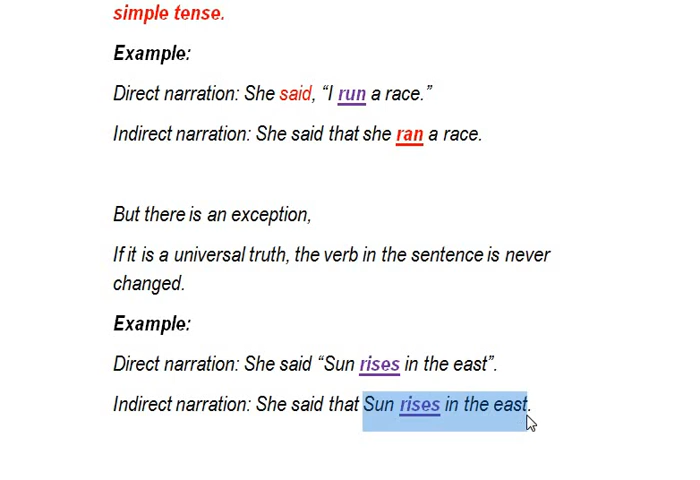 simple tense.
Example:
Direct narration: She said, “I run a race.”
Indirect narration: She said that she ran a race.
But there is an exception,
If it is a universal truth, the verb in the sentence is never
changed.
Example:
Direct narration: She said “Sun rises in the east”.
Indirect narration: She said that Sun rises in the east.